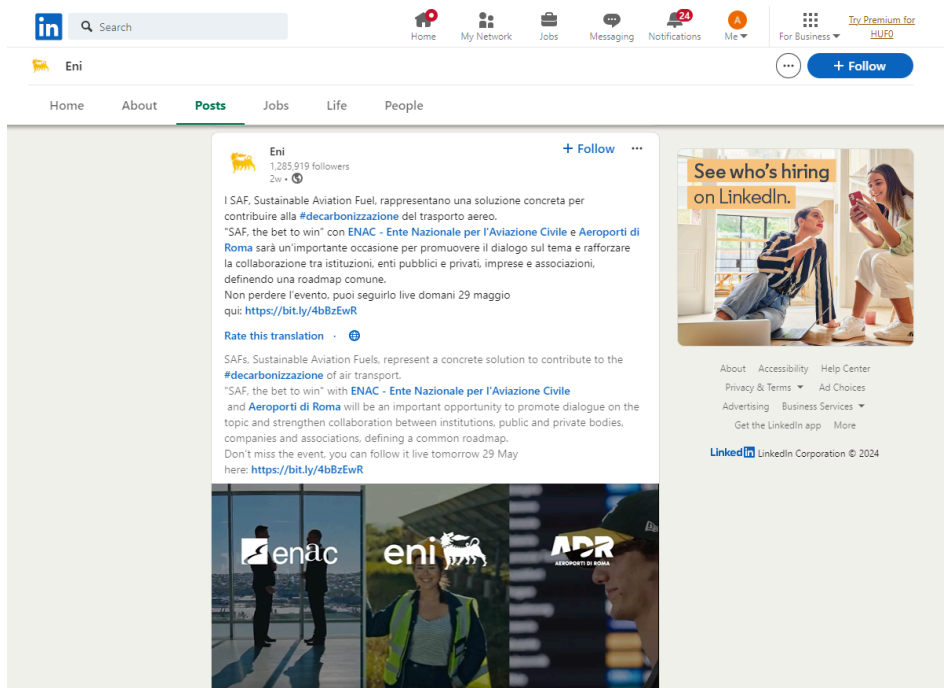 in
Search
Home
My Network
Jobs
Messaging
24
Notifications
A
Me
For Business
Try Premium for
HUF0
Eni
+ Follow
Home
About
Posts
Jobs
Life
People
Eni
1,285,919 followers
2w •
+ Follow
I SAF, Sustainable Aviation Fuel, rappresentano una soluzione concreta per
contribuire alla #decarbonizzazione del trasporto aereo.
"SAF, the bet to win" con ENAC - Ente Nazionale per l'Aviazione Civile e Aeroporti di
Roma sarà un'importante occasione per promuovere il dialogo sul tema e rafforzare
la collaborazione tra istituzioni, enti pubblici e privati, imprese e associazioni,
definendo una roadmap comune.
Non perdere l'evento, puoi seguirlo live domani 29 maggio
qui: https://bit.ly/4bBzEwR
Rate this translation ·
SAFs, Sustainable Aviation Fuels, represent a concrete solution to contribute to the
#decarbonizzazione of air transport.
"SAF, the bet to win" with ENAC - Ente Nazionale per l'Aviazione Civile
and Aeroporti di Roma will be an important opportunity to promote dialogue on the
topic and strengthen collaboration between institutions, public and private bodies,
companies and associations, defining a common roadmap.
Don't miss the event, you can follow it live tomorrow 29 May
here: https://bit.ly/4bBzEwR
enac
eni
ADR
AEROPORTI DI ROMA
See who's hiring
on LinkedIn.
About Accessibility Help Center
Privacy & Terms Ad Choices
Advertising Business Services
Get the LinkedIn app More
LinkedIn LinkedIn Corporation © 2024